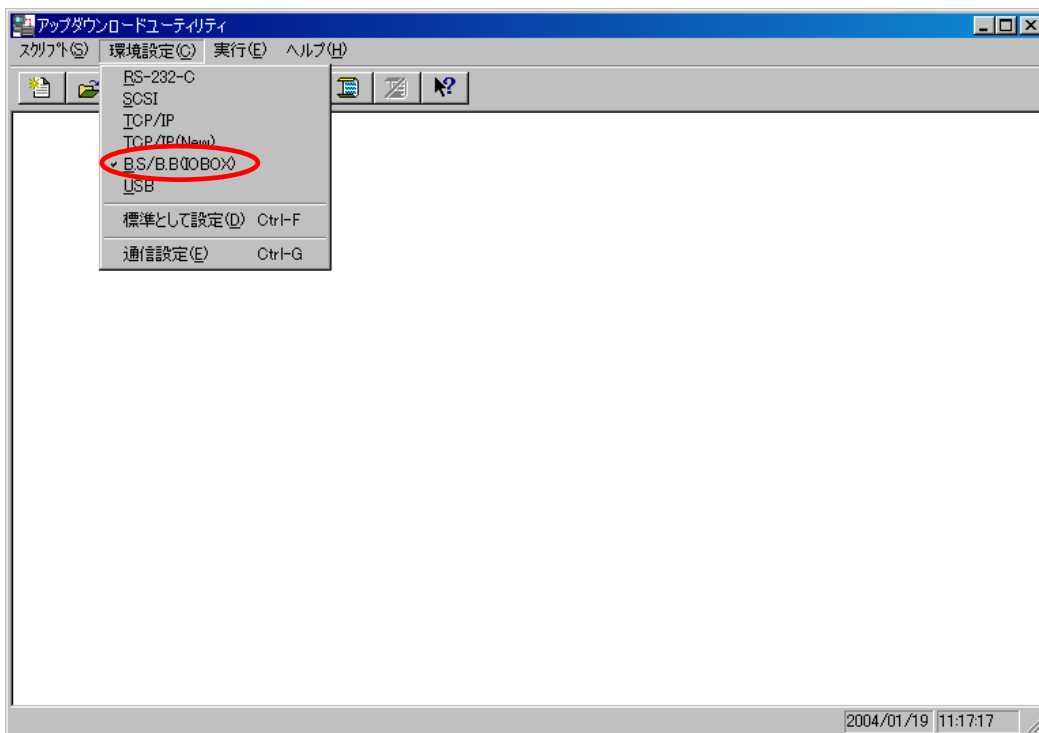 アップダウンロードユーティリティ
スクリプト(S) 環境設定(C) 実行(E) ヘルプ(H)
RS-232-C
SCSI
TCP/IP
TCP/IP(New)
✓ B.S/B.B(IOBOX)
USB
標準として設定(D) Ctrl-F
通信設定(E) Ctrl-G
2004/01/19 11:17:17